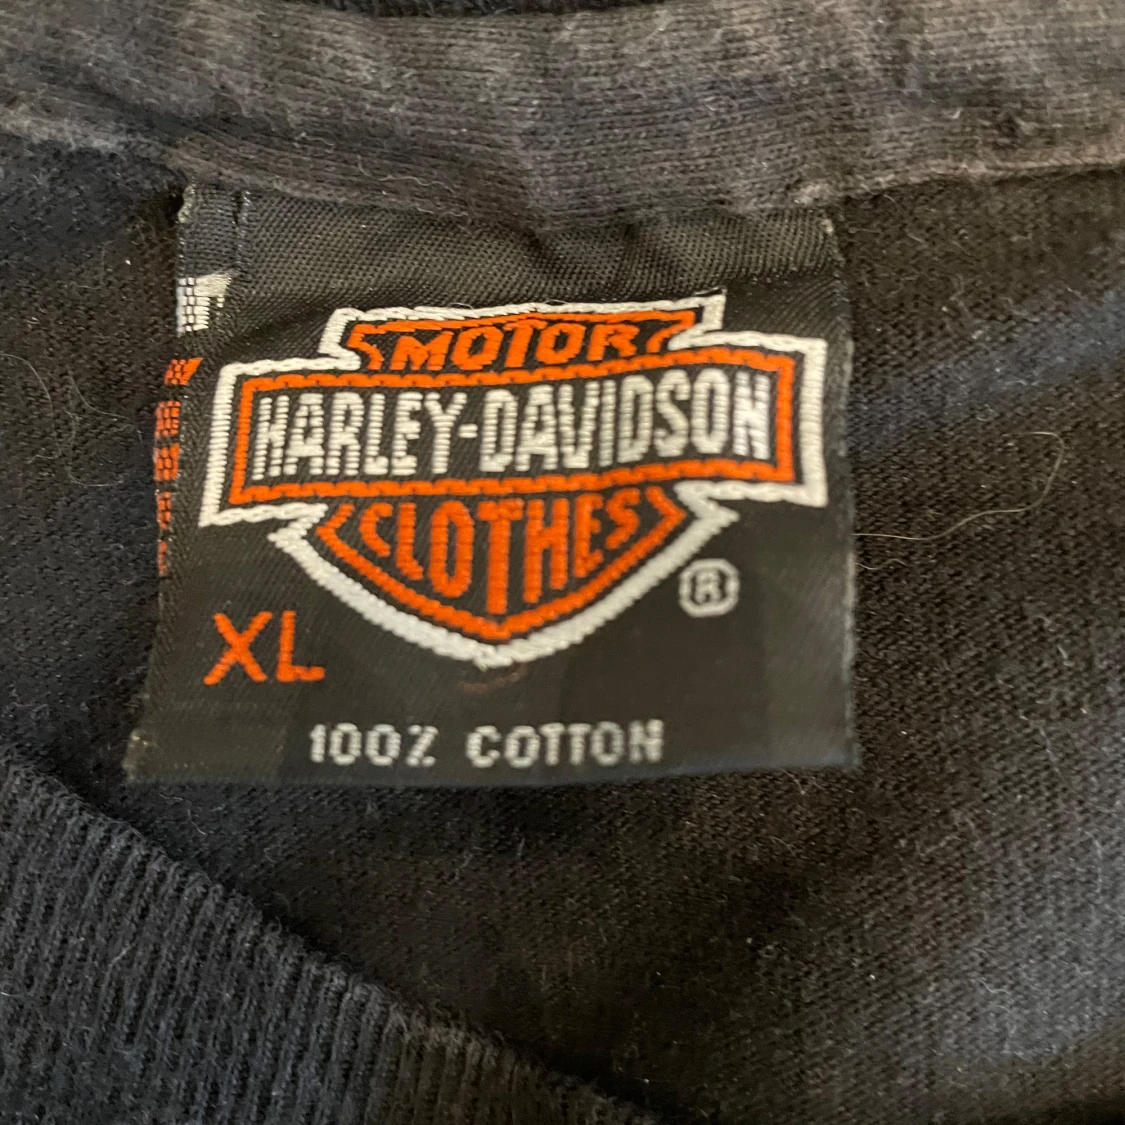 MOTOR
HARLEY-DAVIDSON
CLOTHES
®
XL
100% COTTON